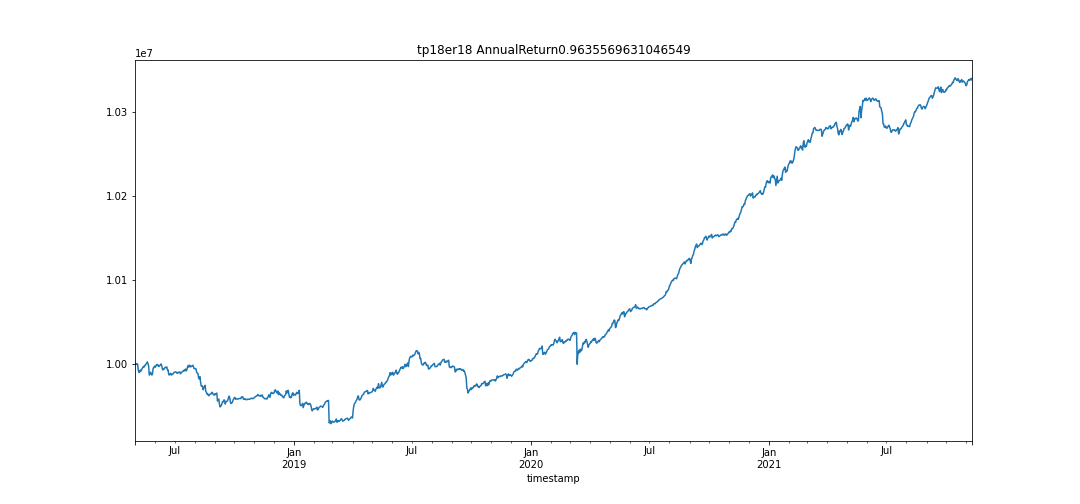 tp18er18 AnnualReturn0.9635569631046549
1e7
1.03
1.02
1.01
1.00
Jul Jan Jul Jan Jul Jan Jul
2019 2020 2021
timestamp